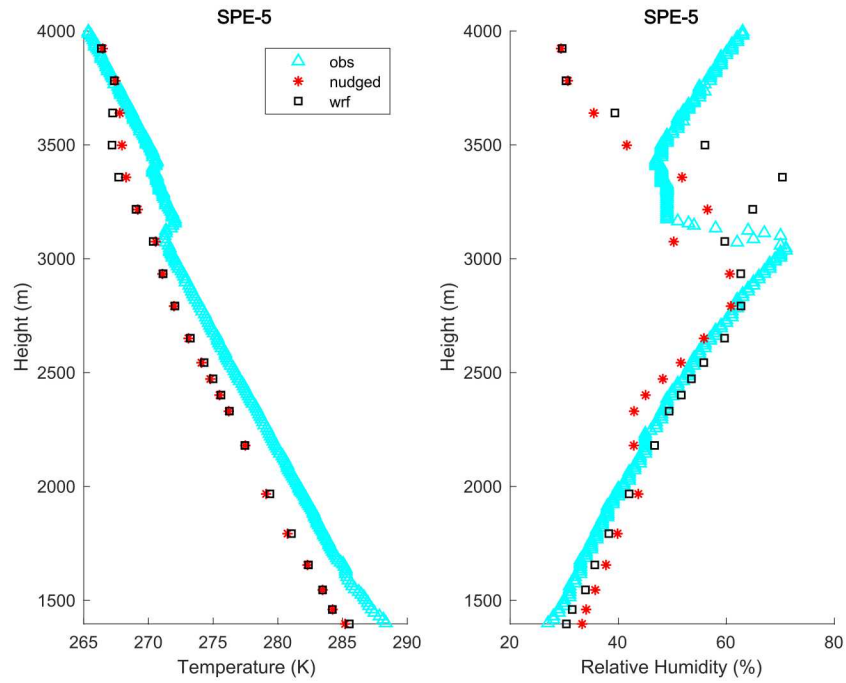 SPE-5
4000
3500
3000
2500
2000
1500
Height (m)
obs
nudged
wrf
265
270
275
280
285
290
Temperature (K)
SPE-5
4000
3500
3000
2500
2000
1500
Height (m)
20
40
60
80
Relative Humidity (%)